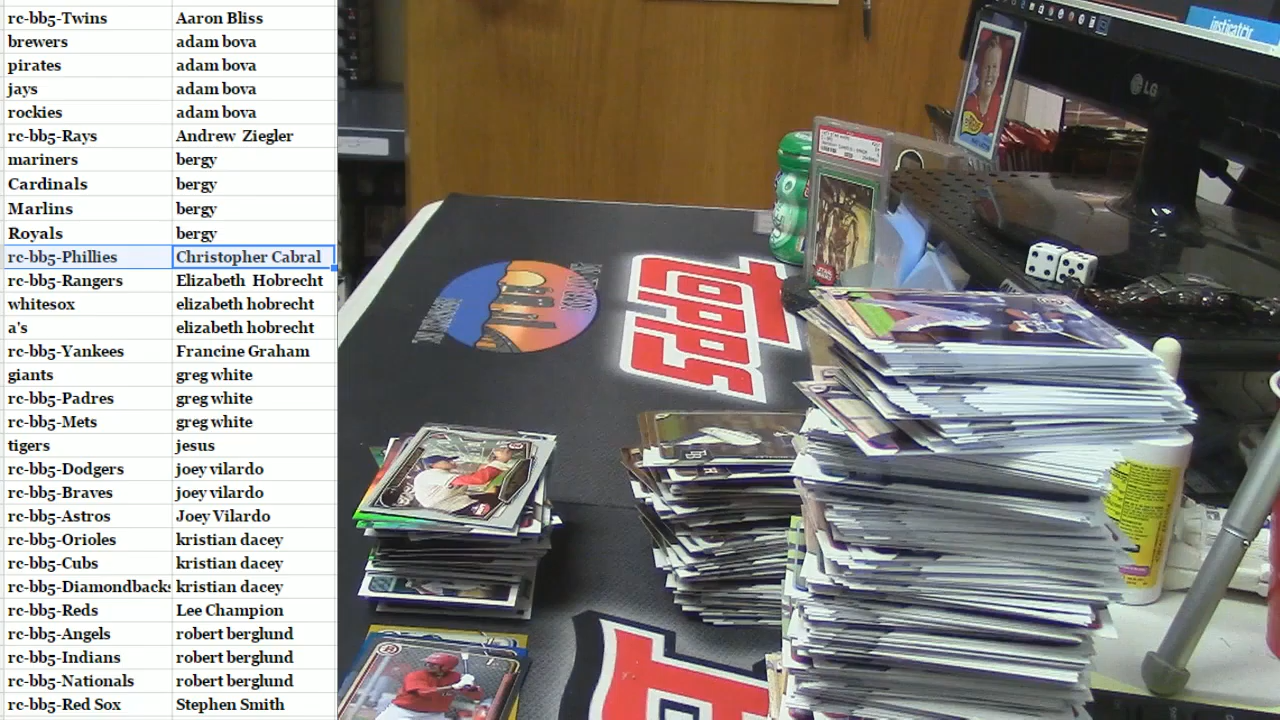 rc-bb5-Twins Aaron Bliss
brewers adam bova
pirates adam bova
jays adam bova
rockies adam bova
rc-bb5-Rays Andrew Ziegler
mariners bergy
Cardinals bergy
Marlins bergy
Royals bergy
rc-bb5-Phillies Christopher Cabral
rc-bb5-Rangers Elizabeth Hobrecht
whitesox elizabeth hobrecht
a's elizabeth hobrecht
rc-bb5-Yankees Francine Graham
giants greg white
rc-bb5-Padres greg white
rc-bb5-Mets greg white
tigers jesus
rc-bb5-Dodgers joey vilardo
rc-bb5-Braves joey vilardo
rc-bb5-Astros Joey Vilardo
rc-bb5-Orioles kristian dacey
rc-bb5-Cubs kristian dacey
rc-bb5-Diamondbacks kristian dacey
rc-bb5-Reds Lee Champion
rc-bb5-Angels robert berglund
rc-bb5-Indians robert berglund
rc-bb5-Nationals robert berglund
rc-bb5-Red Sox Stephen Smith
LG
Topps
STAR WARS